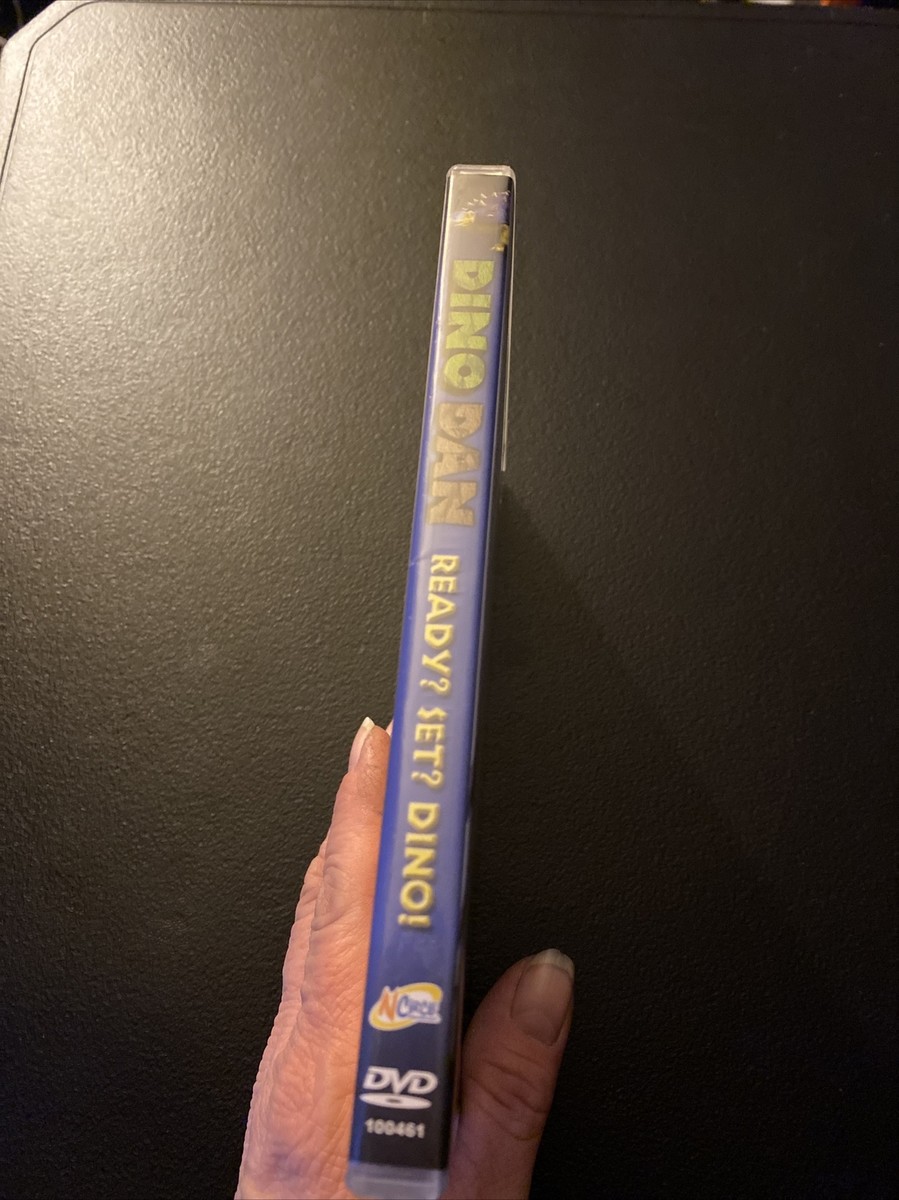 DINO DAN
READY? SET? DINO!
NCircle
DVD
100461